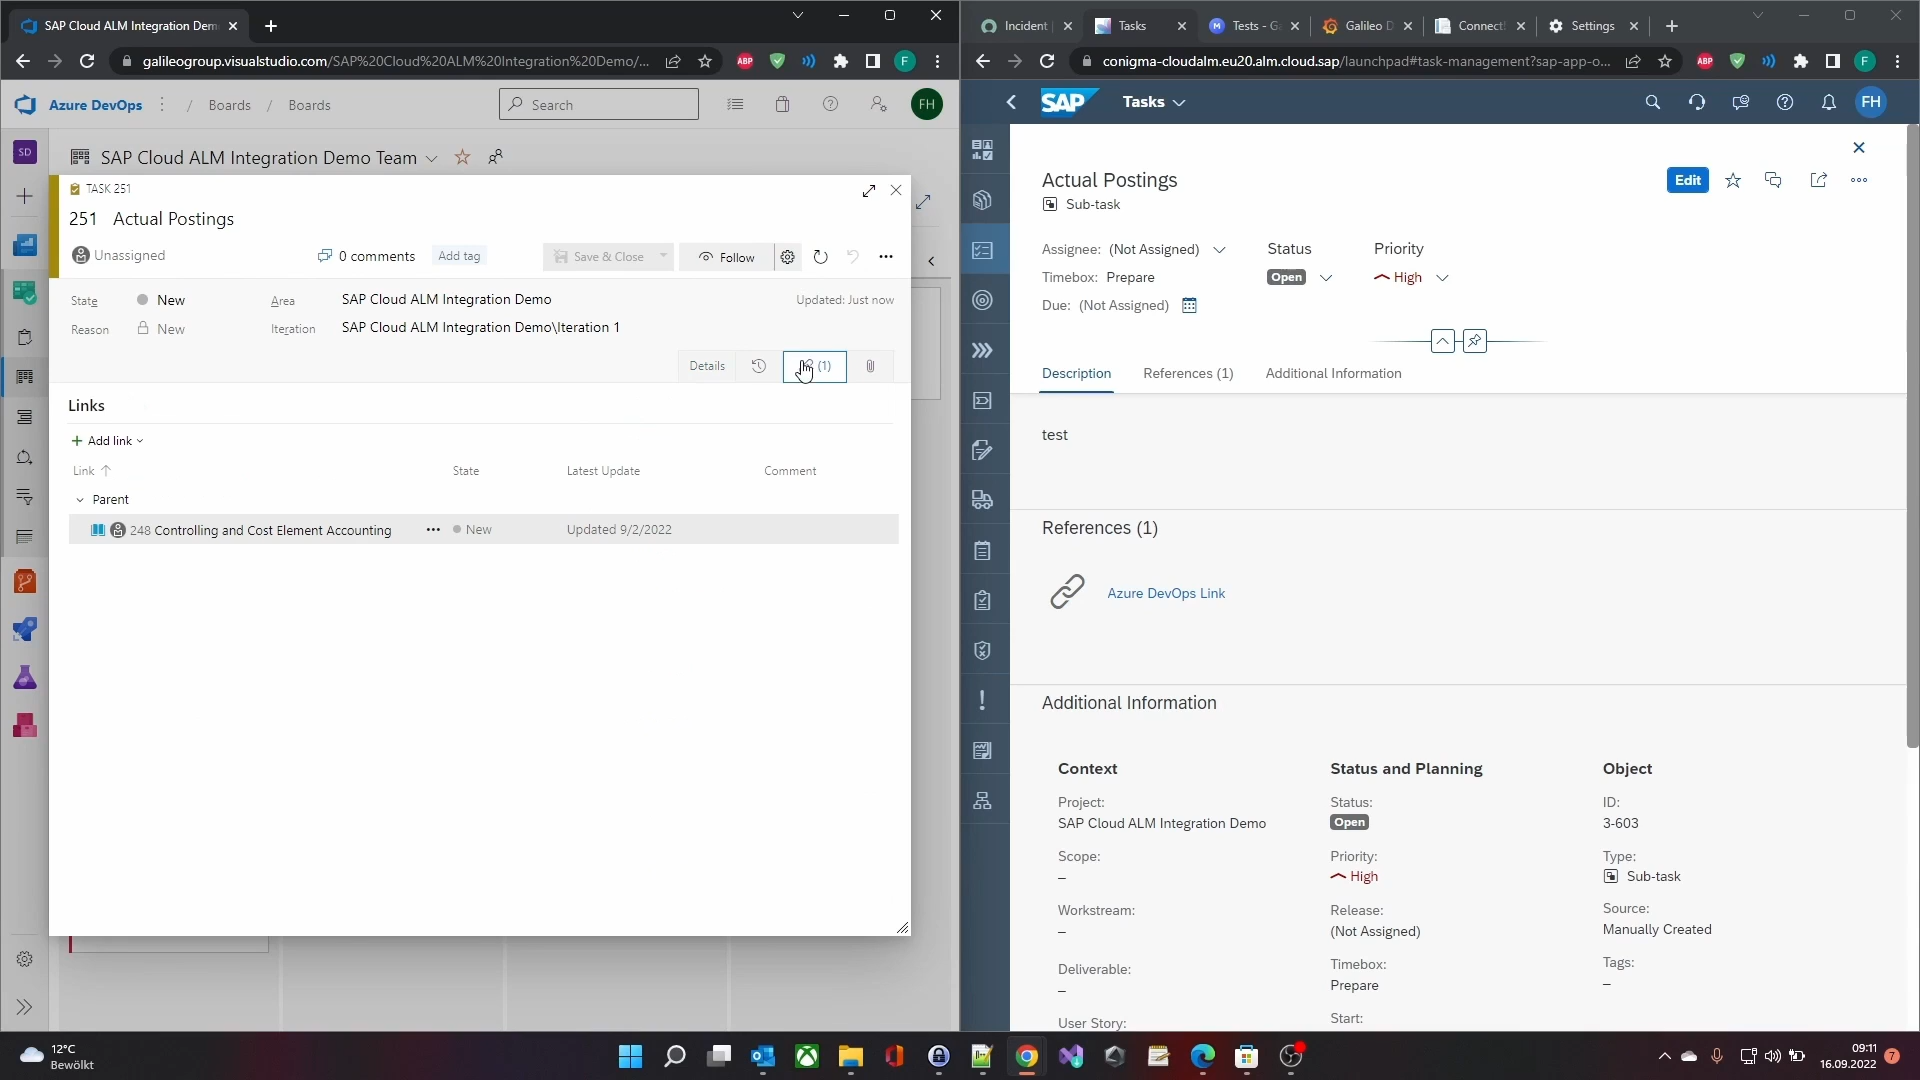 SAP Cloud ALM Integration Dem
galileogroup.visualstudio.com/SAP%20Cloud%20ALM%20Integration%20Demo/...
ABP
F
Azure DevOps / Boards / Boards
Search
FH
SD
SAP Cloud ALM Integration Demo Team
TASK 251
251 Actual Postings
Unassigned
0 comments
Add tag
Save & Close
Follow
State
New
Area
SAP Cloud ALM Integration Demo
Updated: Just now
Reason
New
Iteration
SAP Cloud ALM Integration Demo\Iteration 1
Details
(1)
Links
Add link
Link
State
Latest Update
Comment
Parent
248 Controlling and Cost Element Accounting
New
Updated 9/2/2022
Incident
Tasks
Tests - G
Galileo D
Connect
Settings
conigma-cloudalm.eu20.alm.cloud.sap/launchpad#task-management?sap-app-o...
ABP
F
SAP
Tasks
FH
Actual Postings
Edit
Sub-task
Assignee: (Not Assigned)
Status
Priority
Timebox: Prepare
Open
High
Due: (Not Assigned)
Description
References (1)
Additional Information
test
References (1)
Azure DevOps Link
Additional Information
Context
Status and Planning
Object
Project:
SAP Cloud ALM Integration Demo
Status:
Open
ID:
3-603
Scope:
–
Priority:
High
Type:
Sub-task
Workstream:
–
Release:
(Not Assigned)
Source:
Manually Created
Deliverable:
–
Timebox:
Prepare
Tags:
–
User Story:
Start:
12°C
Bewölkt
09:11
16.09.2022
7